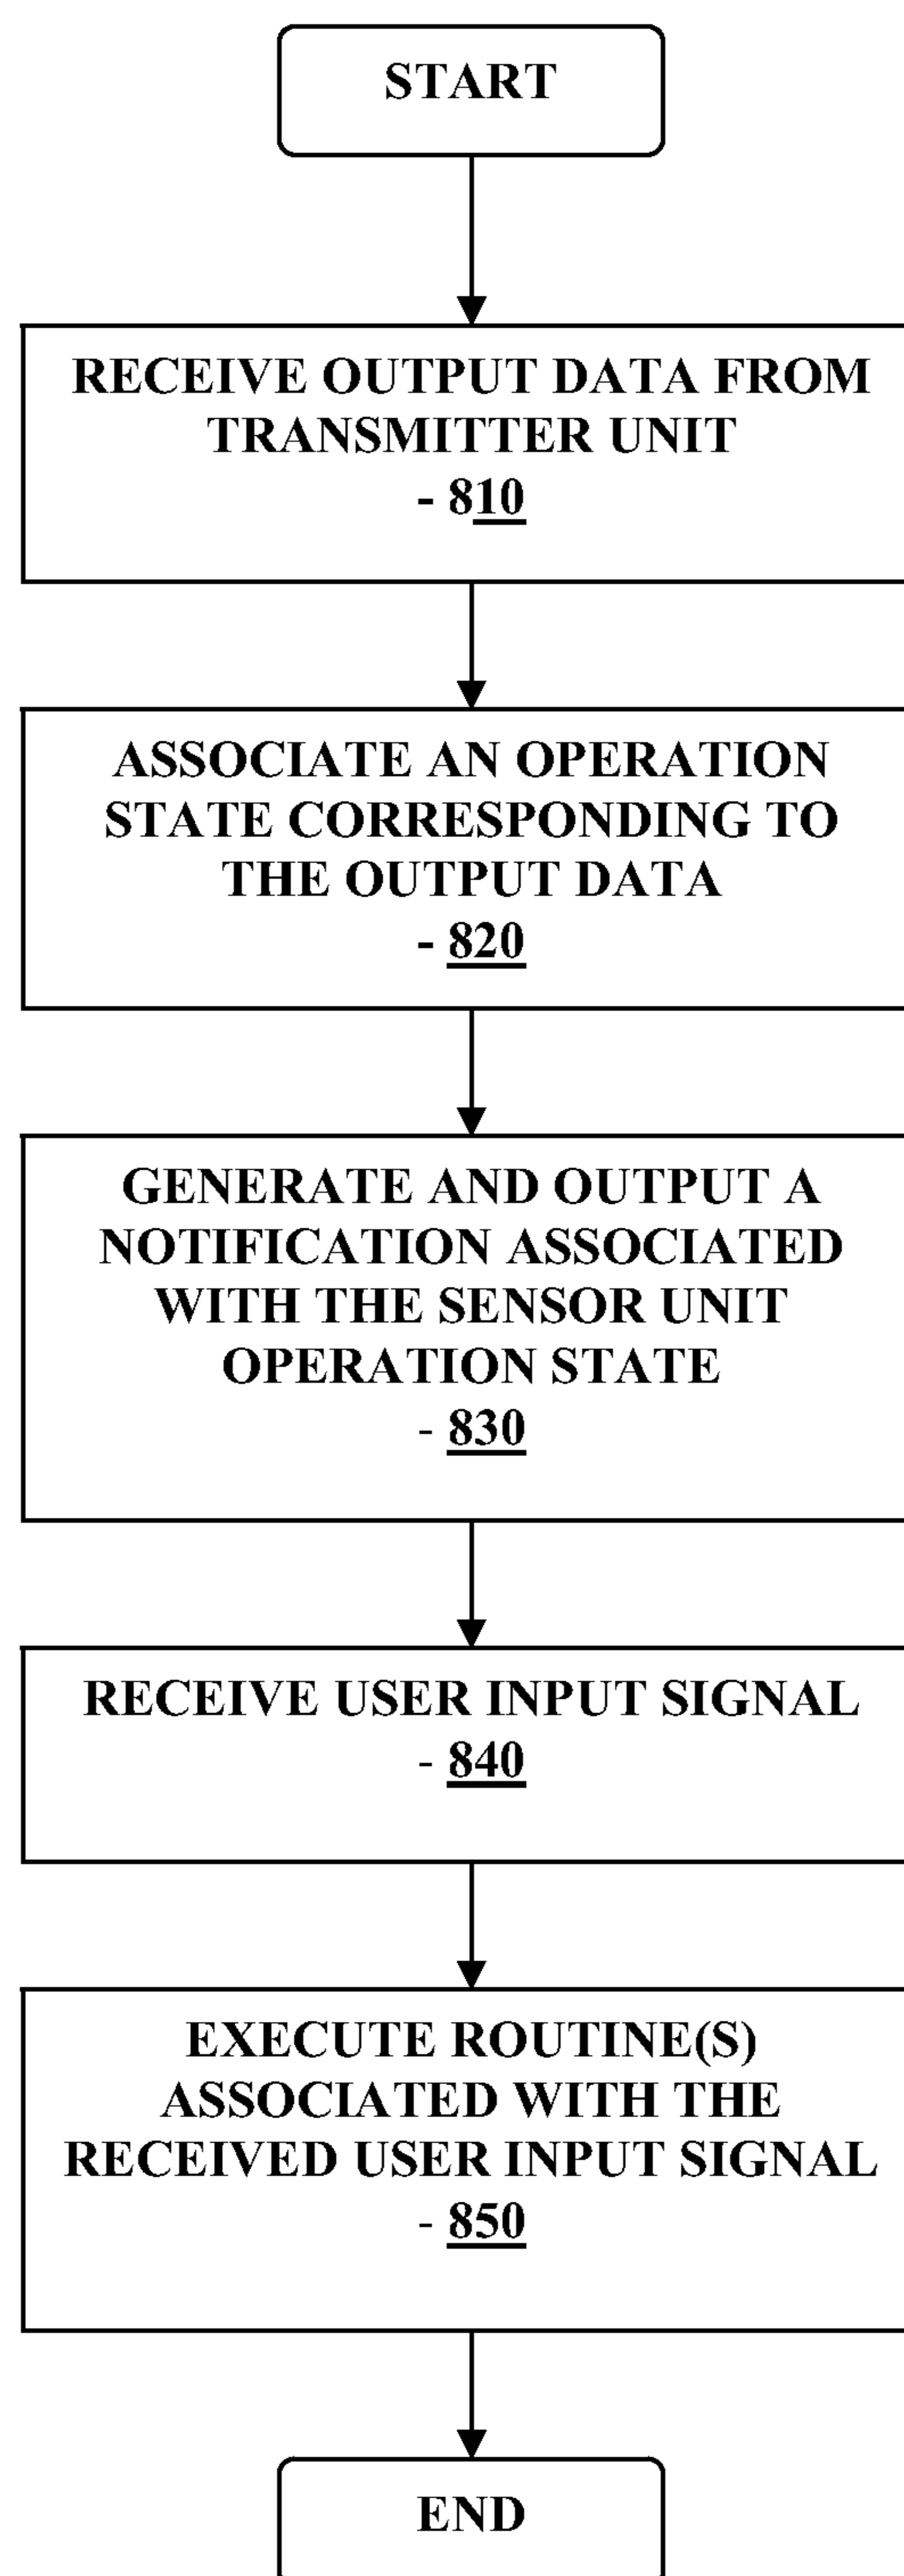 START
RECEIVE OUTPUT DATA FROM
TRANSMITTER UNIT
- 810
ASSOCIATE AN OPERATION
STATE CORRESPONDING TO
THE OUTPUT DATA
- 820
GENERATE AND OUTPUT A
NOTIFICATION ASSOCIATED
WITH THE SENSOR UNIT
OPERATION STATE
- 830
RECEIVE USER INPUT SIGNAL
- 840
EXECUTE ROUTINE(S)
ASSOCIATED WITH THE
RECEIVED USER INPUT SIGNAL
- 850
END